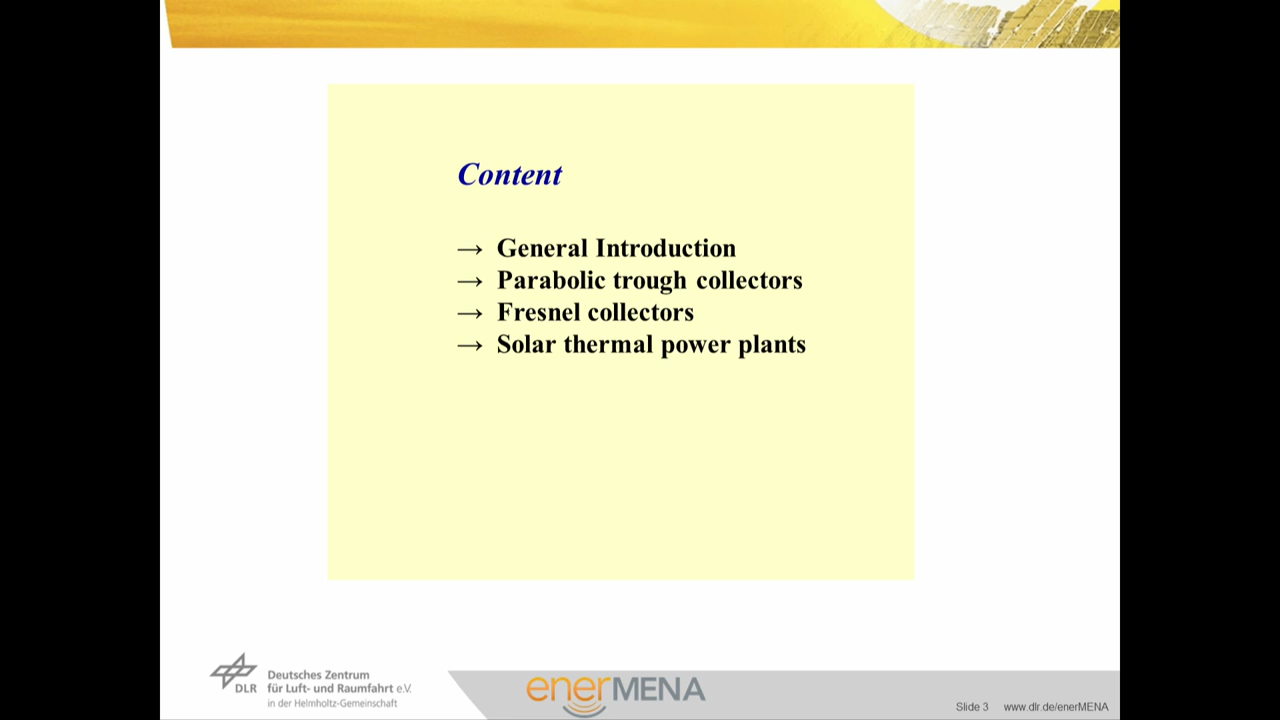 Content
→ General Introduction
→ Parabolic trough collectors
→ Fresnel collectors
→ Solar thermal power plants
DLR
Deutsches Zentrum
für Luft- und Raumfahrt e.V.
in der Helmholtz-Gemeinschaft
enerMENA
Slide 3 www.dlr.de/enerMENA